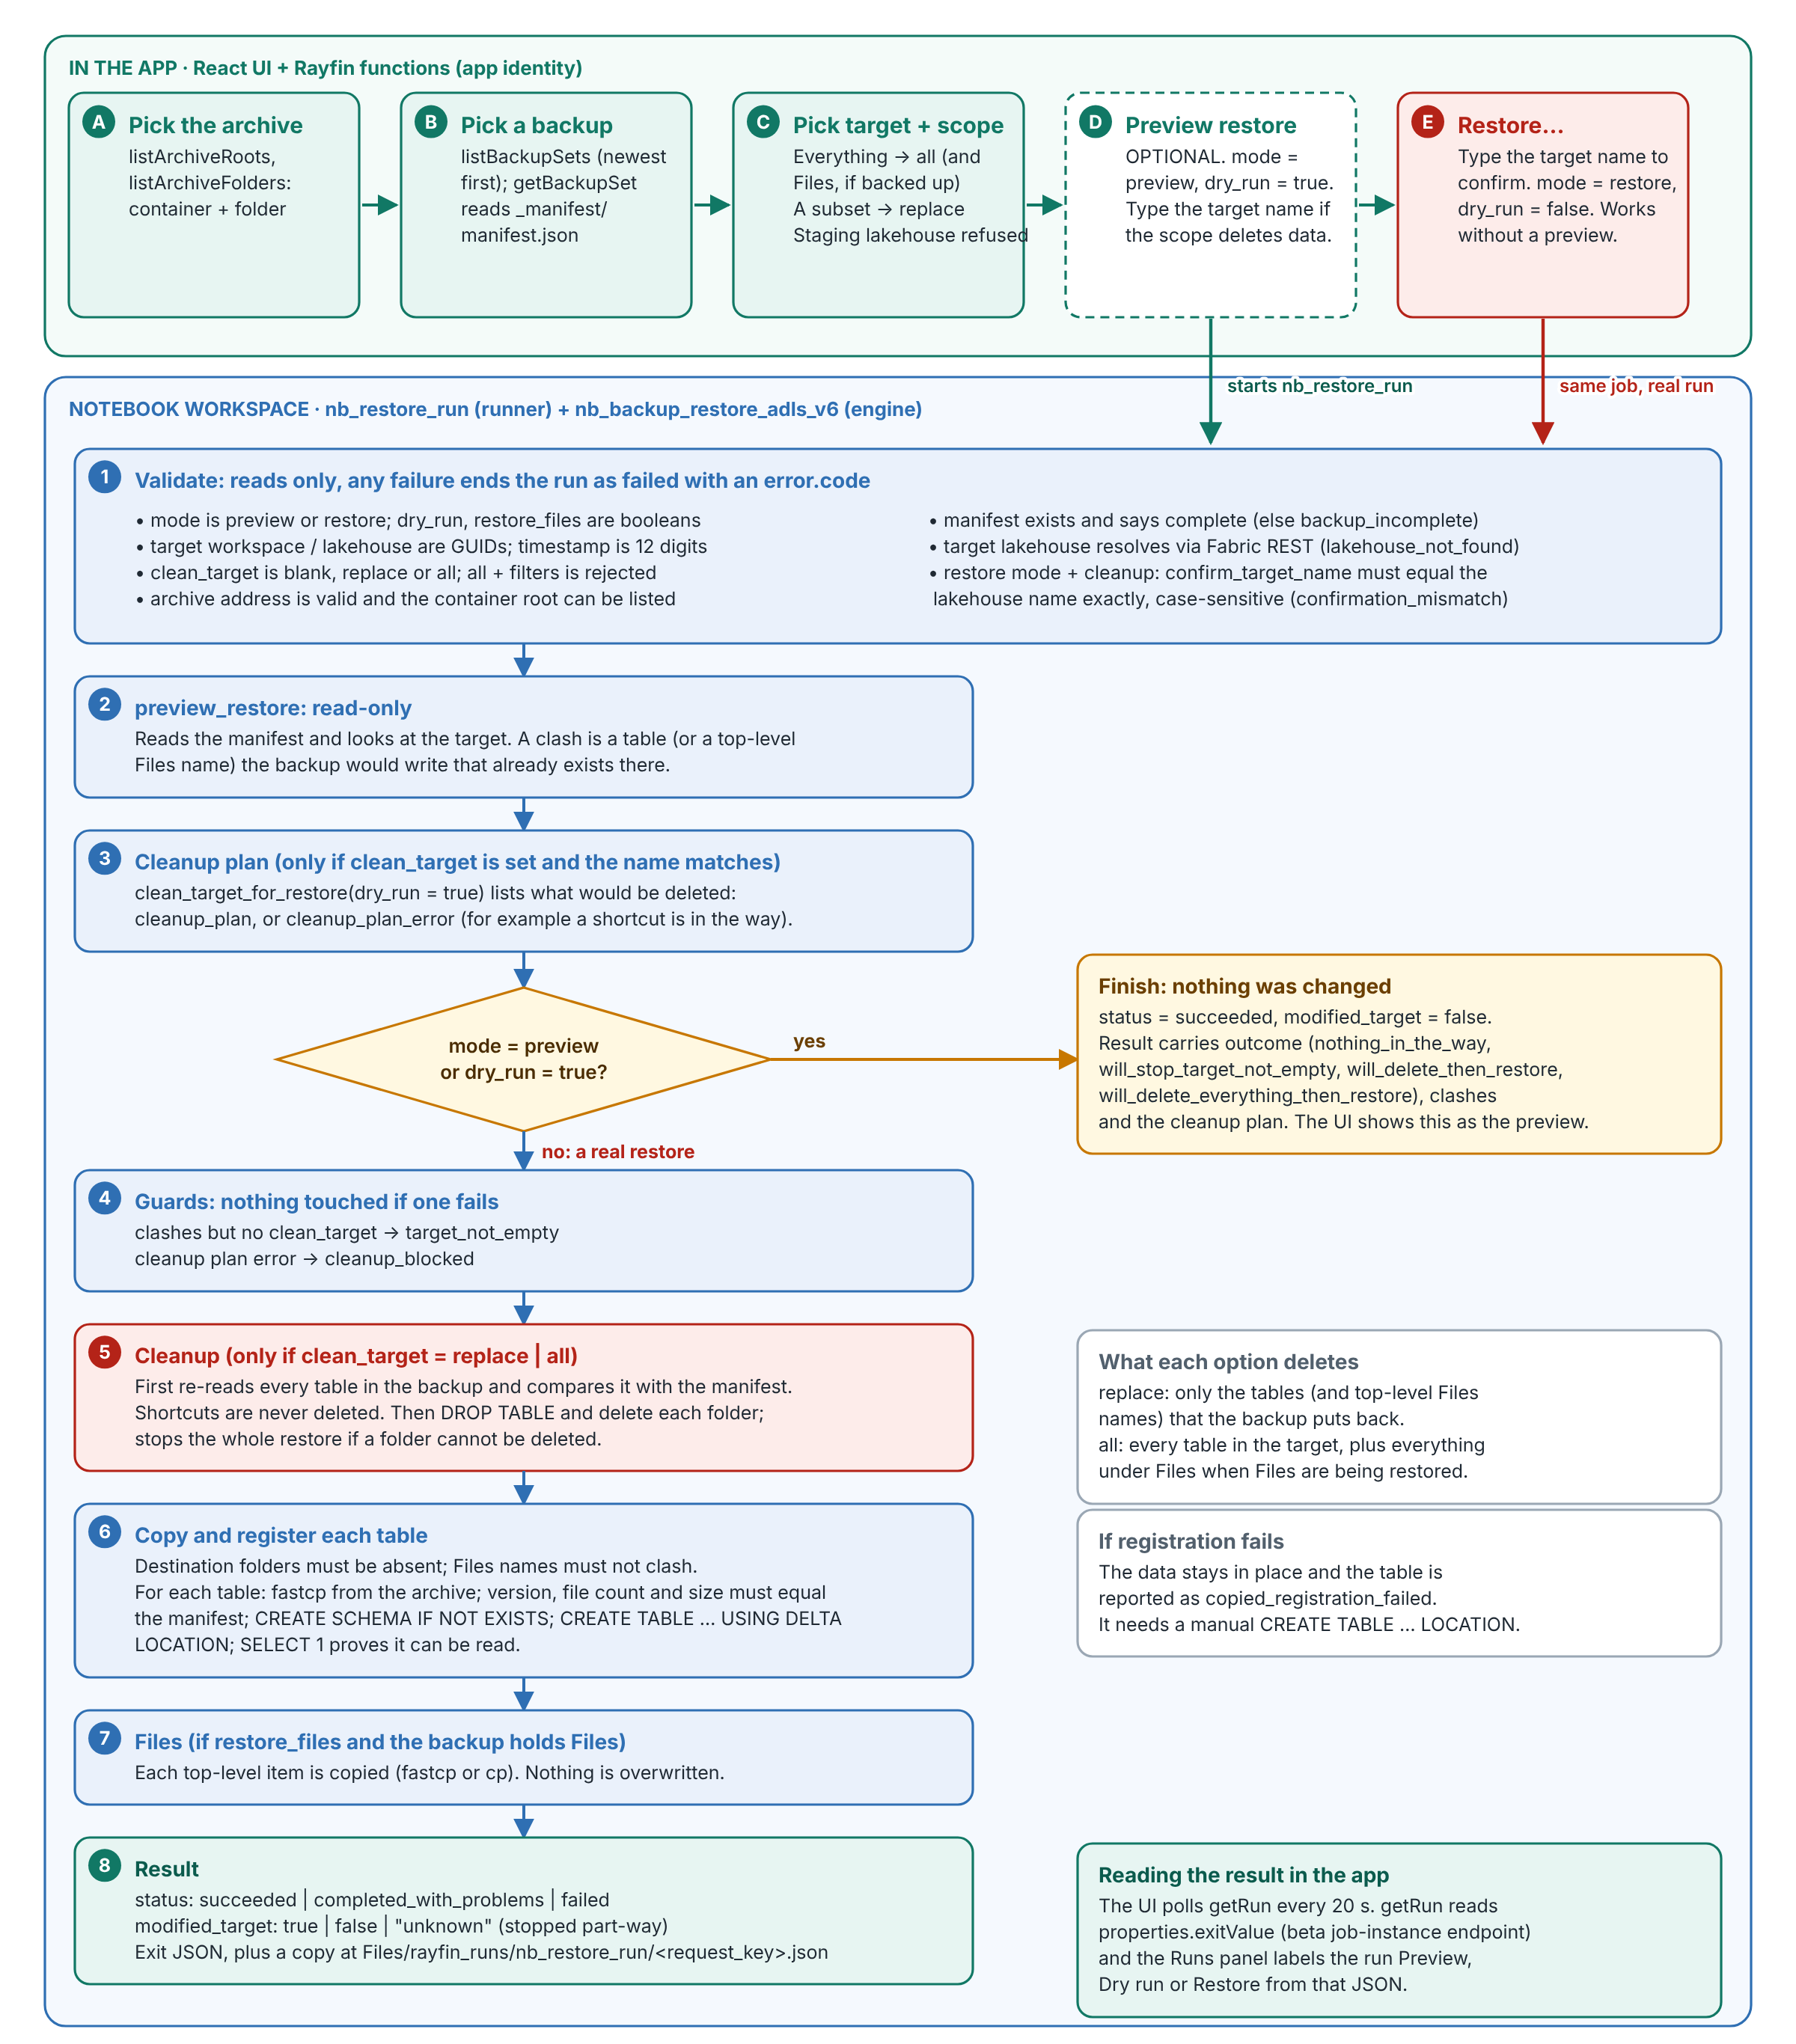 IN THE APP · React UI + Rayfin functions (app identity)
A
Pick the archive
listArchiveRoots,
listArchiveFolders:
container + folder
B
Pick a backup
listBackupSets (newest
first); getBackupSet
reads _manifest/
manifest.json
C
Pick target + scope
Everything → all (and
Files, if backed up)
A subset → replace
Staging lakehouse refused
D
Preview restore
OPTIONAL. mode =
preview, dry_run = true.
Type the target name if
the scope deletes data.
E
Restore...
Type the target name to
confirm. mode = restore,
dry_run = false. Works
without a preview.
starts nb_restore_run
same job, real run
NOTEBOOK WORKSPACE · nb_restore_run (runner) + nb_backup_restore_adls_v6 (engine)
1
Validate: reads only, any failure ends the run as failed with an error.code
• mode is preview or restore; dry_run, restore_files are booleans
• target workspace / lakehouse are GUIDs; timestamp is 12 digits
• clean_target is blank, replace or all; all + filters is rejected
• archive address is valid and the container root can be listed
• manifest exists and says complete (else backup_incomplete)
• target lakehouse resolves via Fabric REST (lakehouse_not_found)
• restore mode + cleanup: confirm_target_name must equal the
lakehouse name exactly, case-sensitive (confirmation_mismatch)
2
preview_restore: read-only
Reads the manifest and looks at the target. A clash is a table (or a top-level
Files name) the backup would write that already exists there.
3
Cleanup plan (only if clean_target is set and the name matches)
clean_target_for_restore(dry_run = true) lists what would be deleted:
cleanup_plan, or cleanup_plan_error (for example a shortcut is in the way).
mode = preview
or dry_run = true?
yes
Finish: nothing was changed
status = succeeded, modified_target = false.
Result carries outcome (nothing_in_the_way,
will_stop_target_not_empty, will_delete_then_restore,
will_delete_everything_then_restore), clashes
and the cleanup plan. The UI shows this as the preview.
no: a real restore
4
Guards: nothing touched if one fails
clashes but no clean_target → target_not_empty
cleanup plan error → cleanup_blocked
5
Cleanup (only if clean_target = replace | all)
First re-reads every table in the backup and compares it with the manifest.
Shortcuts are never deleted. Then DROP TABLE and delete each folder;
stops the whole restore if a folder cannot be deleted.
What each option deletes
replace: only the tables (and top-level Files
names) that the backup puts back.
all: every table in the target, plus everything
under Files when Files are being restored.
6
Copy and register each table
Destination folders must be absent; Files names must not clash.
For each table: fastcp from the archive; version, file count and size must equal
the manifest; CREATE SCHEMA IF NOT EXISTS; CREATE TABLE ... USING DELTA
LOCATION; SELECT 1 proves it can be read.
If registration fails
The data stays in place and the table is
reported as copied_registration_failed.
It needs a manual CREATE TABLE ... LOCATION.
7
Files (if restore_files and the backup holds Files)
Each top-level item is copied (fastcp or cp). Nothing is overwritten.
8
Result
status: succeeded | completed_with_problems | failed
modified_target: true | false | "unknown" (stopped part-way)
Exit JSON, plus a copy at Files/rayfin_runs/nb_restore_run/<request_key>.json
Reading the result in the app
The UI polls getRun every 20 s. getRun reads
properties.exitValue (beta job-instance endpoint)
and the Runs panel labels the run Preview,
Dry run or Restore from that JSON.